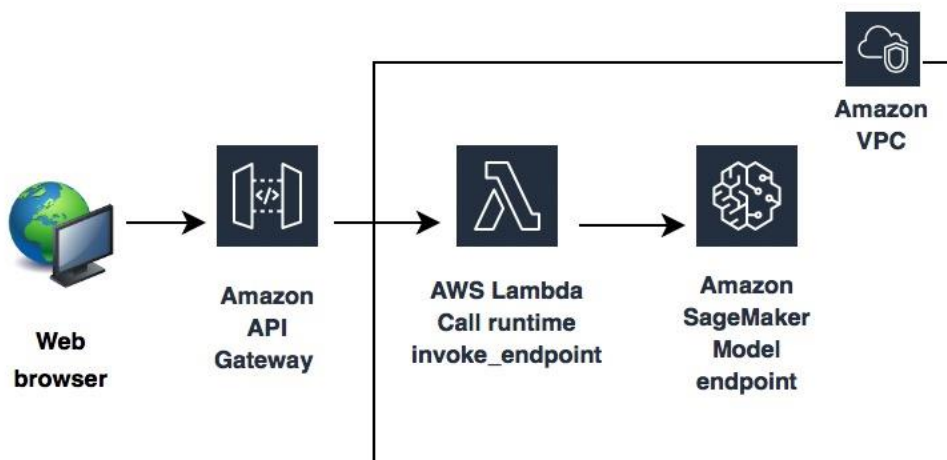 Amazon
VPC
</>
Web
browser
Amazon
API
Gateway
AWS Lambda
Call runtime
invoke_endpoint
Amazon
SageMaker
Model
endpoint